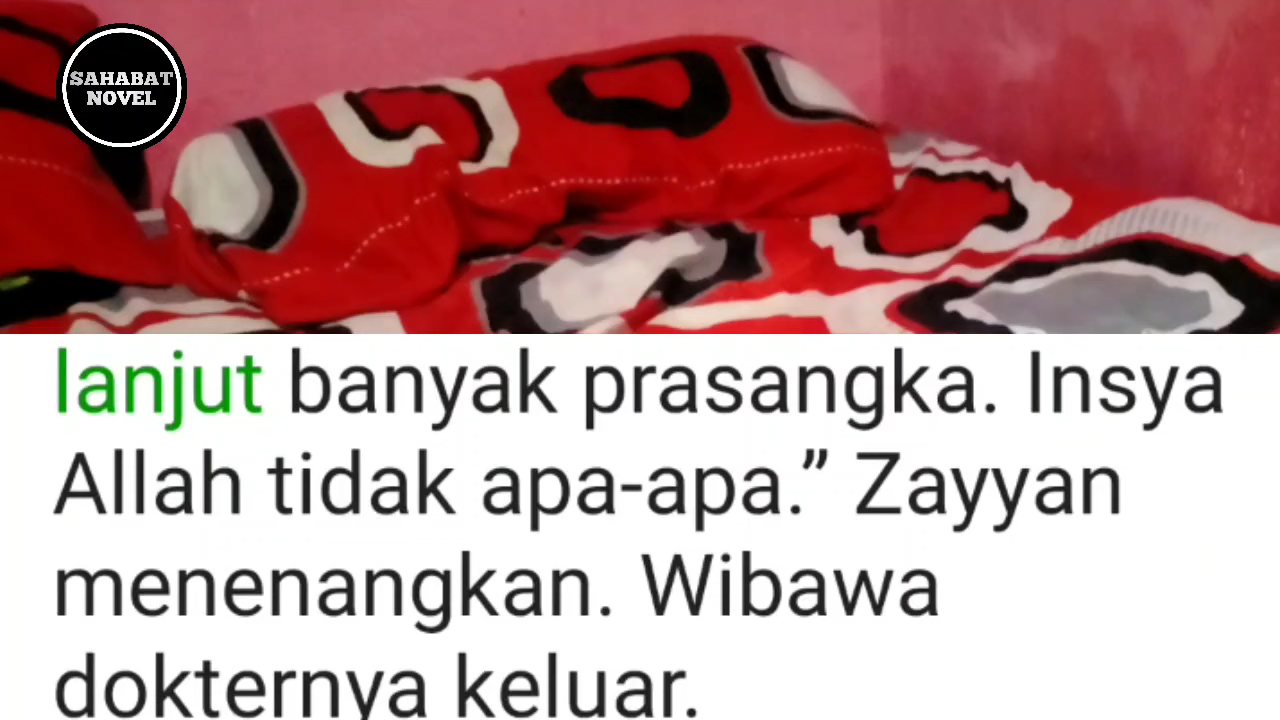 SAHABAT
NOVEL
lanjut banyak prasangka. Insya
Allah tidak apa-apa.” Zayyan
menenangkan. Wibawa
dokternya keluar.